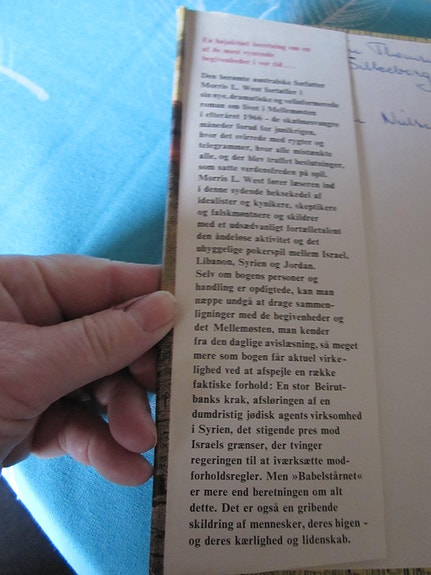 En højaktuel beretning om en
af de mest rystende
begivenheder i vor tid....
Den berømte australske forfatter
Morris L. West fortæller i
sin nye, dramatiske og velinformerede
roman om livet i Mellemøsten
i efteråret 1966 - de skæbnesvangre
måneder forud for junikrigen,
hvor det svirrede med rygter og
telegrammer, hvor alle mistænkte
alle, og der blev truffet beslutninger,
som satte verdensfreden på spil.
Morris L. West fører læseren ind
i denne sydende heksekedel af
idealister og kynikere, skeptikere
og falskmøntnere og skildrer
med et udsædvanligt fortælletalent
den åndeløse aktivitet og det
uhyggelige pokerspil mellem Israel,
Libanon, Syrien og Jordan.
Selv om bogens personer og
handling er opdigtede, kan man
næppe undgå at drage sammen-
ligninger med de begivenheder og
det Mellemøsten, man kender
fra den daglige avislæsning, så meget
mere som bogen får aktuel virke-
lighed ved at afspejle en række
faktiske forhold: En stor Beirut-
banks krak, afsløringen af en
dumdristig jødisk agents virksomhed
i Syrien, det stigende pres mod
Israels grænser, der tvinger
regeringen til at iværksætte mod-
forholdsregler. Men »Babelstårnet«
er mere end beretningen om alt
dette. Det er også en gribende
skildring af mennesker, deres higen -
og deres kærlighed og lidenskab.